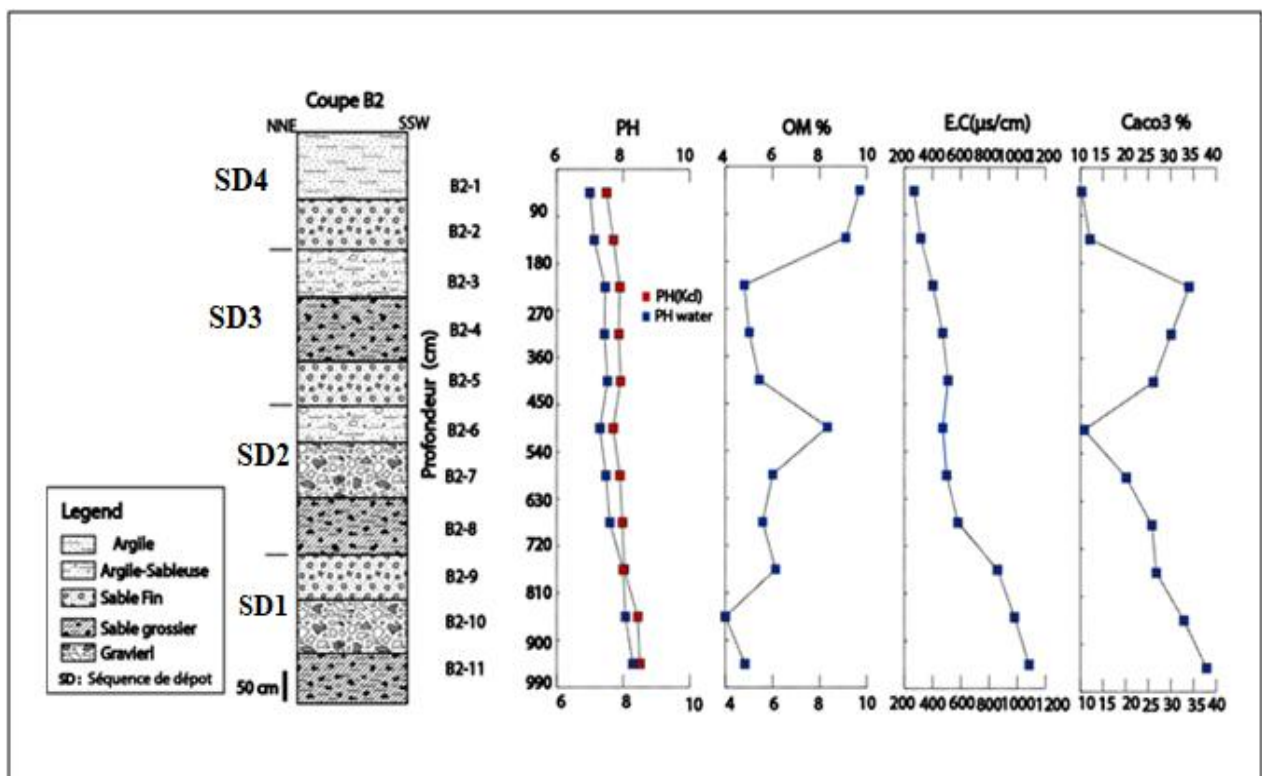 Coupe B2
NNE SSW
SD4
SD3
SD2
SD1
B2-1
B2-2
B2-3
B2-4
B2-5
B2-6
B2-7
B2-8
B2-9
B2-10
B2-11
Profondeur (cm)
Legend
Argile
Argile-Sableuse
Sable Fin
Sable grossier
Gravierl
SD : Séquence de dépot
50 cm
PH
6 8 10
90
180
270
360
450
540
630
720
810
900
990
6 8 10
PH(Kcl)
PH water
OM %
4 6 8 10
4 6 8 10
E.C(µs/cm)
200 400 600 800 1000 1200
200 400 600 800 1000 1200
Caco3 %
10 15 20 25 30 35 40
10 15 20 25 30 35 40